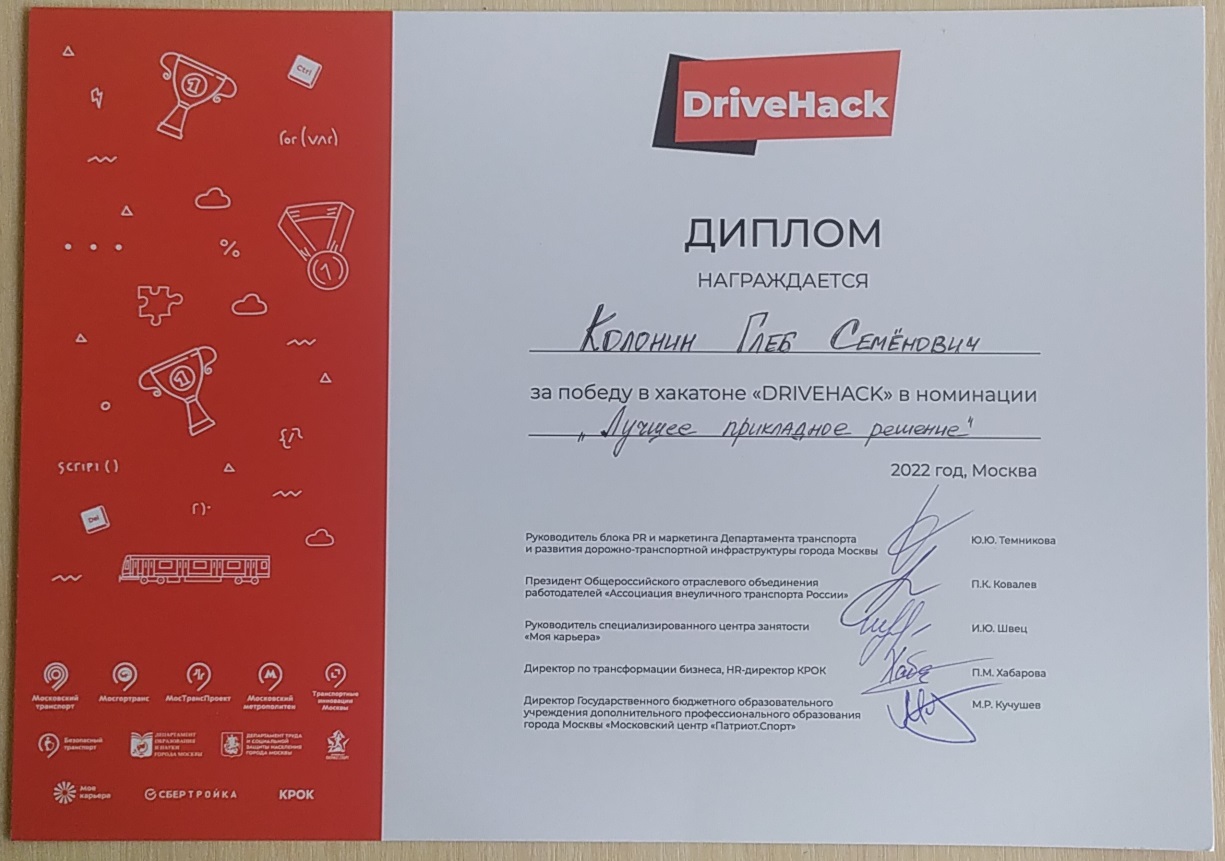 Ctrl
for(var)
script()
Del
Московский
транспорт
Мосгортранс
МосТрансПроект
Московский
метрополитен
Транспортные
инновации
Москвы
Безопасный
транспорт
ДЕПАРТАМЕНТ
ОБРАЗОВАНИЯ
И НАУКИ
ГОРОДА МОСКВЫ
ДЕПАРТАМЕНТ ТРУДА
И СОЦИАЛЬНОЙ
ЗАЩИТЫ НАСЕЛЕНИЯ
ГОРОДА МОСКВЫ
моя
карьера
СБЕР ТРОЙКА
КРОК
DriveHack
ДИПЛОМ
НАГРАЖДАЕТСЯ
Колонин Глеб Семёнович
за победу в хакатоне «DRIVEHACK» в номинации
„Лучшее прикладное решение“
2022 год, Москва
Руководитель блока PR и маркетинга Департамента транспорта
и развития дорожно-транспортной инфраструктуры города Москвы
Ю.Ю. Темникова
Президент Общероссийского отраслевого объединения
работодателей «Ассоциация внеуличного транспорта России»
П.К. Ковалев
Руководитель специализированного центра занятости
«Моя карьера»
И.Ю. Швец
Директор по трансформации бизнеса, HR-директор КРОК
П.М. Хабарова
Директор Государственного бюджетного образовательного
учреждения дополнительного профессионального образования
города Москвы «Московский центр «Патриот.Спорт»
М.Р. Кучушев